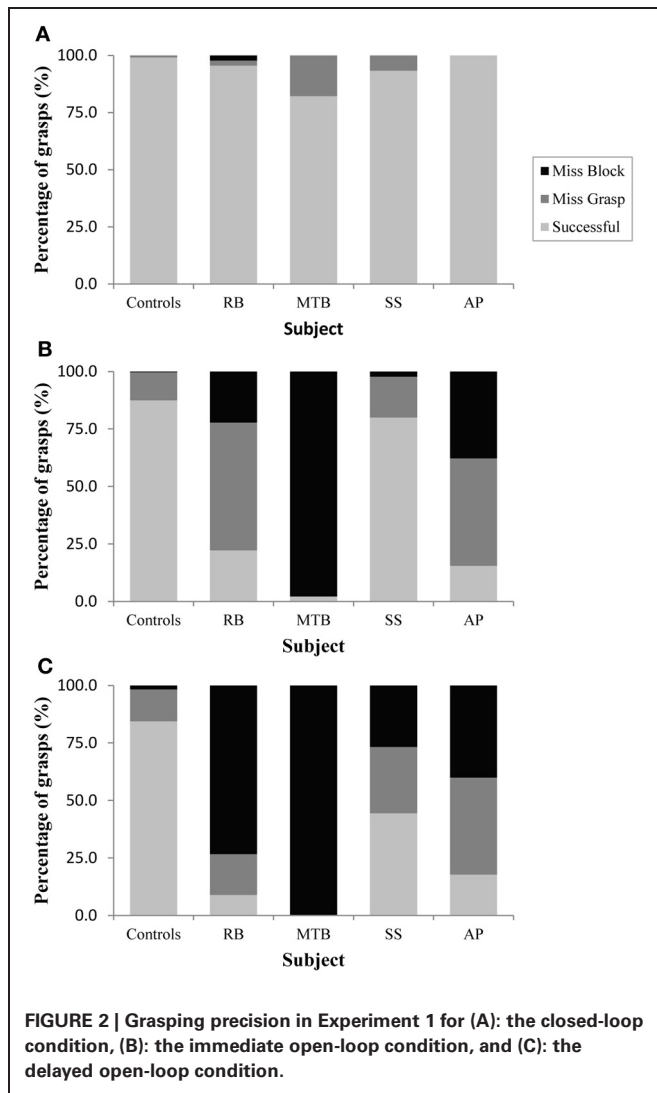 A
100.0
75.0
50.0
25.0
0.0
Percentage of grasps (%)
Controls RB MTB SS AP
Subject
Miss Block
Miss Grasp
Successful
B
100.0
75.0
50.0
25.0
0.0
Percentage of grasps (%)
Controls RB MTB SS AP
Subject
C
100.0
75.0
50.0
25.0
0.0
Percentage of grasps (%)
Controls RB MTB SS AP
Subject
FIGURE 2 | Grasping precision in Experiment 1 for (A): the closed-loop
condition, (B): the immediate open-loop condition, and (C): the
delayed open-loop condition.